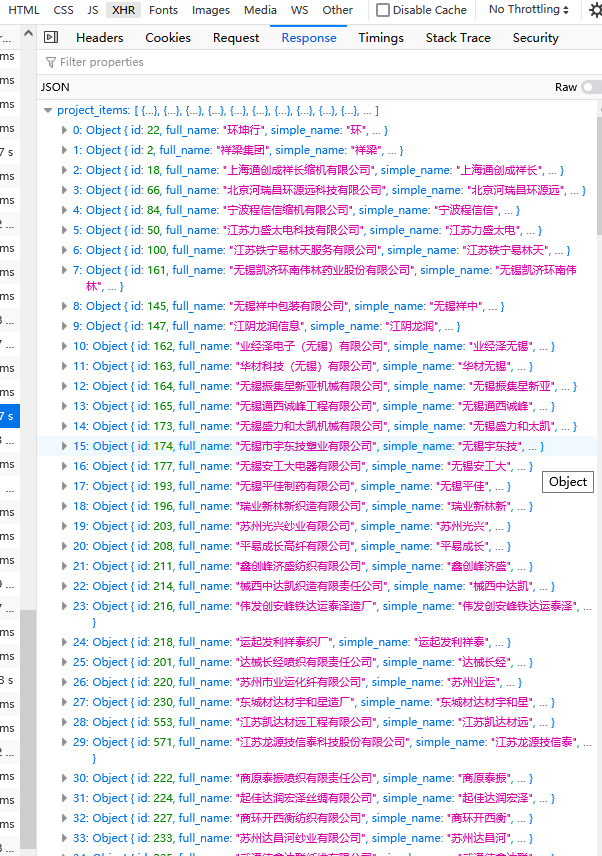 HTML CSS JS XHR Fonts Images Media WS Other Disable Cache No Throttling
Headers Cookies Request Response Timings Stack Trace Security
Filter properties
JSON Raw
project_items: [ {…}, {…}, {…}, {…}, {…}, {…}, {…}, {…}, {…}, {…}, … ]
0: Object { id: 22, full_name: "环坤行", simple_name: "环", … }
1: Object { id: 2, full_name: "祥梁集团", simple_name: "祥梁", … }
2: Object { id: 18, full_name: "上海通创成祥长缩机有限公司", simple_name: "上海通创成祥长", … }
3: Object { id: 66, full_name: "北京河瑞昌环源远科技有限公司", simple_name: "北京河瑞昌环源远", … }
4: Object { id: 84, full_name: "宁波程信信缩机有限公司", simple_name: "宁波程信信", … }
5: Object { id: 50, full_name: "江苏力盛太电科技有限公司", simple_name: "江苏力盛太电", … }
6: Object { id: 100, full_name: "江苏铁宁易林天服务有限公司", simple_name: "江苏铁宁易林天", … }
7: Object { id: 161, full_name: "无锡凯济环南伟林药业股份有限公司", simple_name: "无锡凯济环南伟
林", … }
8: Object { id: 145, full_name: "无锡祥中包装有限公司", simple_name: "无锡祥中", … }
9: Object { id: 147, full_name: "江阴龙润信息", simple_name: "江阴龙润", … }
10: Object { id: 162, full_name: "业经泽电子（无锡）有限公司", simple_name: "业经泽无锡", … }
11: Object { id: 163, full_name: "华材科技（无锡）有限公司", simple_name: "华材无锡", … }
12: Object { id: 164, full_name: "无锡振集星新亚机械有限公司", simple_name: "无锡振集星新亚", … }
13: Object { id: 165, full_name: "无锡通西诚峰工程有限公司", simple_name: "无锡通西诚峰", … }
14: Object { id: 173, full_name: "无锡盛力和太凯机械有限公司", simple_name: "无锡盛力和太凯", … }
15: Object { id: 174, full_name: "无锡市宇东技塑业有限公司", simple_name: "无锡宇东技", … }
16: Object { id: 177, full_name: "无锡安工大电器有限公司", simple_name: "无锡安工大", … }
17: Object { id: 193, full_name: "无锡平佳制药有限公司", simple_name: "无锡平佳", … }
Object
18: Object { id: 196, full_name: "瑞业新林新织造有限公司", simple_name: "瑞业新林新", … }
19: Object { id: 203, full_name: "苏州光兴纱业有限公司", simple_name: "苏州光兴", … }
20: Object { id: 208, full_name: "平易成长高纤有限公司", simple_name: "平易成长", … }
21: Object { id: 211, full_name: "鑫创峰济盛纺织有限公司", simple_name: "鑫创峰济盛", … }
22: Object { id: 214, full_name: "械西中达凯织造有限责任公司", simple_name: "械西中达凯", … }
23: Object { id: 216, full_name: "伟发创安峰铁达运泰泽造厂", simple_name: "伟发创安峰铁达运泰泽", …
}
24: Object { id: 218, full_name: "运起发利祥泰织厂", simple_name: "运起发利祥泰", … }
25: Object { id: 201, full_name: "达械长经喷织有限责任公司", simple_name: "达械长经", … }
26: Object { id: 220, full_name: "苏州市业运化纤有限公司", simple_name: "苏州业运", … }
27: Object { id: 230, full_name: "东城材达材宇和星造厂", simple_name: "东城材达材宇和星", … }
28: Object { id: 553, full_name: "江苏凯达材远工程有限公司", simple_name: "江苏凯达材远", … }
29: Object { id: 571, full_name: "江苏龙源技信泰科技股份有限公司", simple_name: "江苏龙源技信泰", …
}
30: Object { id: 222, full_name: "商原泰振喷织有限责任公司", simple_name: "商原泰振", … }
31: Object { id: 224, full_name: "起佳达润宏泽丝绸有限公司", simple_name: "起佳达润宏泽", … }
32: Object { id: 227, full_name: "商环开西衡纺织有限公司", simple_name: "商环开西衡", … }
33: Object { id: 233, full_name: "苏州达昌河纱业有限公司", simple_name: "苏州达昌河", … }